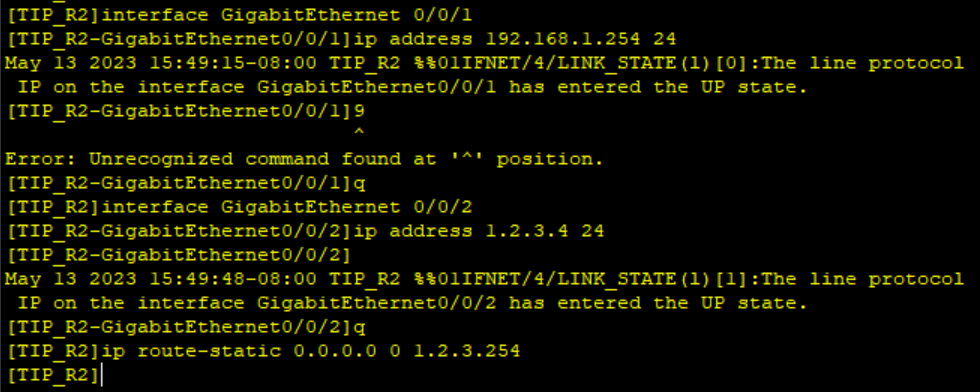 [TIP_R2]interface GigabitEthernet 0/0/1
[TIP_R2-GigabitEthernet0/0/1]ip address 192.168.1.254 24
May 13 2023 15:49:15-08:00 TIP_R2 %%01IFNET/4/LINK_STATE(l)[0]:The line protocol
 IP on the interface GigabitEthernet0/0/1 has entered the UP state.
[TIP_R2-GigabitEthernet0/0/1]9
                             ^
Error: Unrecognized command found at '^' position.
[TIP_R2-GigabitEthernet0/0/1]q
[TIP_R2]interface GigabitEthernet 0/0/2
[TIP_R2-GigabitEthernet0/0/2]ip address 1.2.3.4 24
[TIP_R2-GigabitEthernet0/0/2]
May 13 2023 15:49:48-08:00 TIP_R2 %%01IFNET/4/LINK_STATE(l)[1]:The line protocol
 IP on the interface GigabitEthernet0/0/2 has entered the UP state.
[TIP_R2-GigabitEthernet0/0/2]q
[TIP_R2]ip route-static 0.0.0.0 0 1.2.3.254
[TIP_R2]